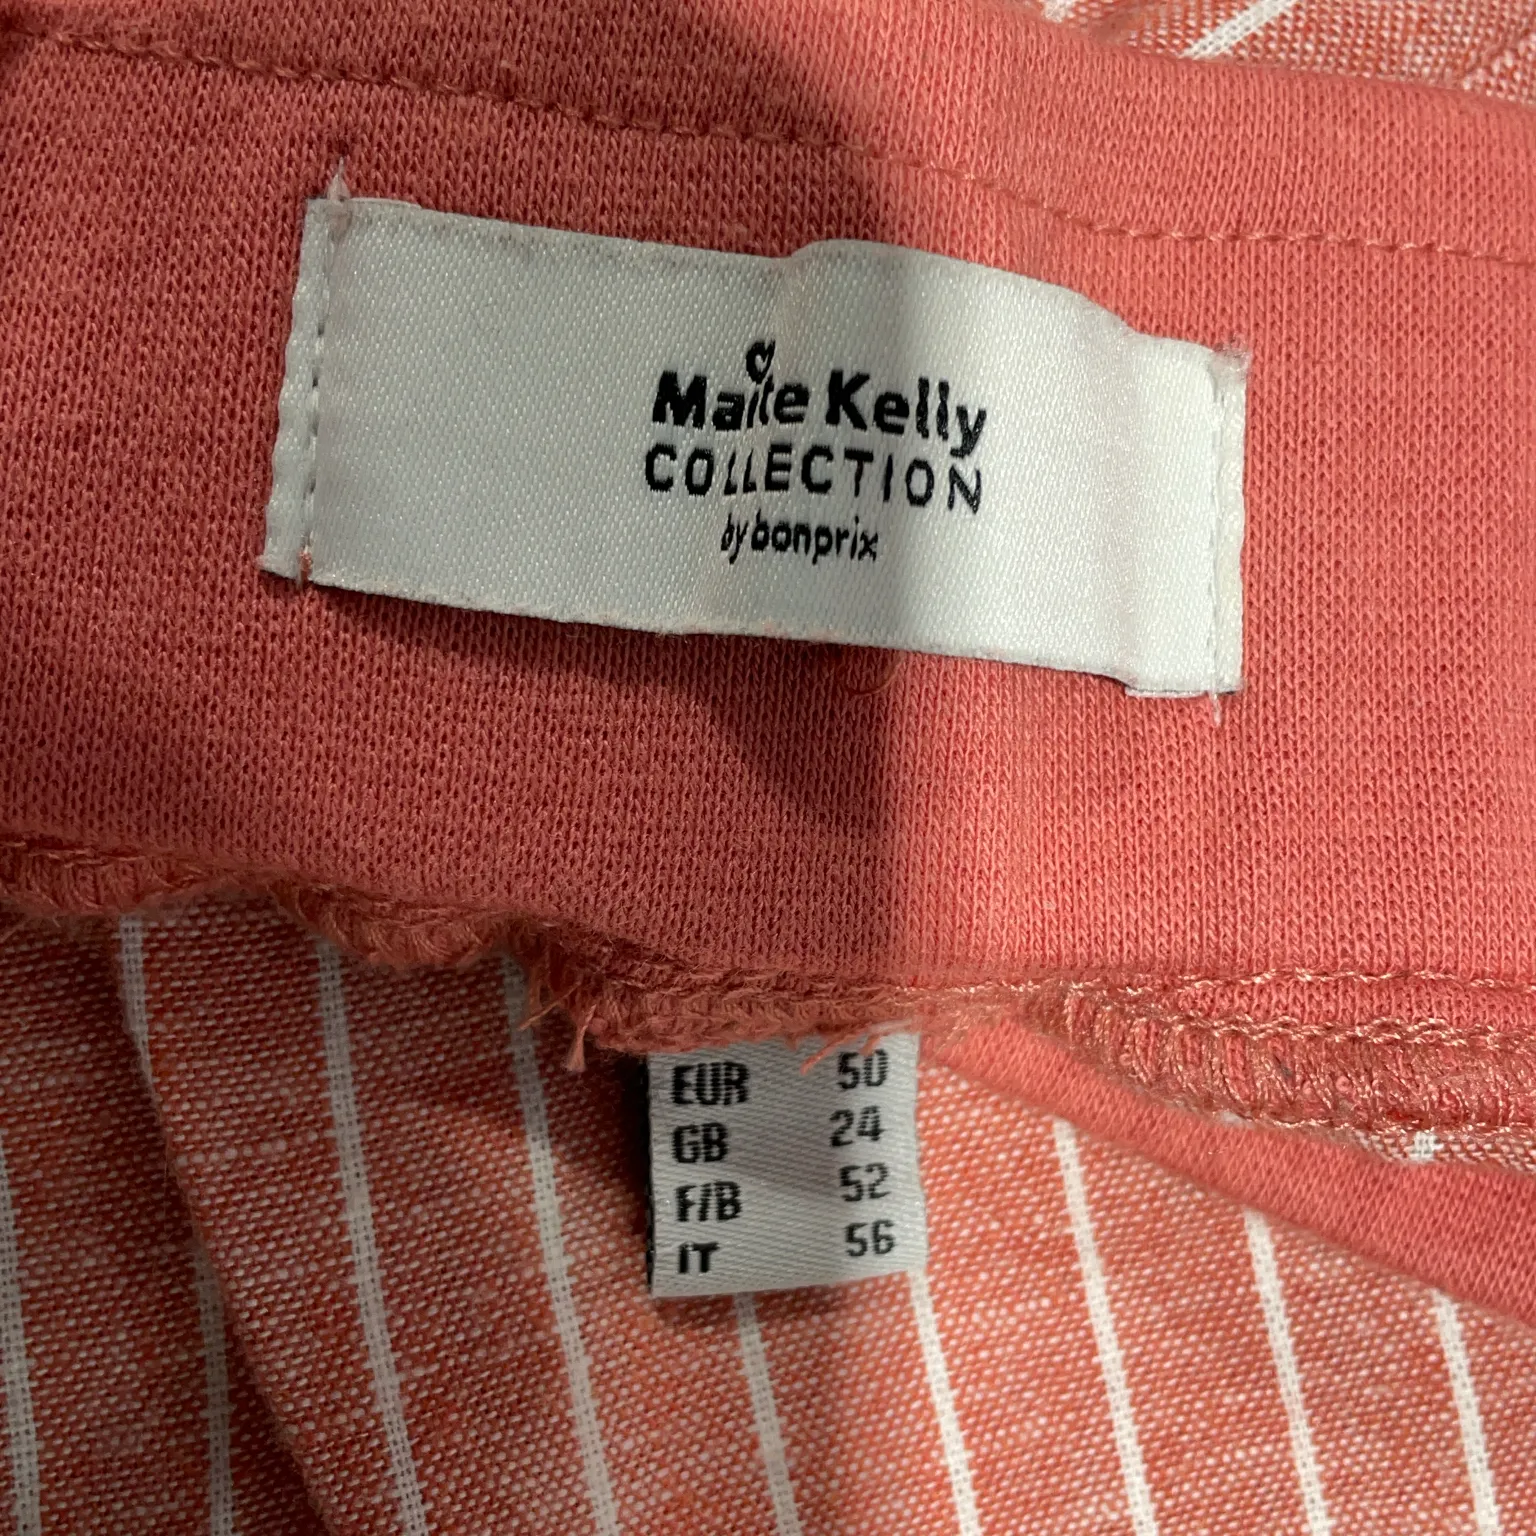 Maite Kelly
COLLECTION
by bonprix
EUR 50
GB 24
F/B 52
IT 56